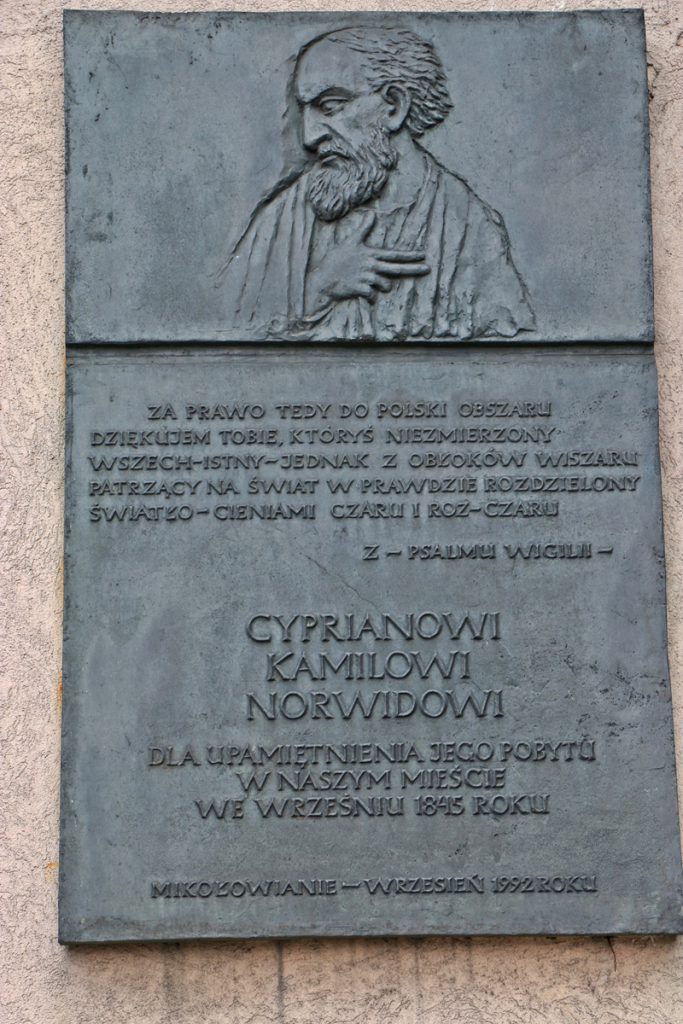 ZA PRAWO TEDY DO POLSKI OBSZARU
DZIĘKUJEM TOBIE, KTÓRYŚ NIEZMIERZONY
WSZECH-ISTNY-JEDNAK Z OBŁOKÓW WISZARU
PATRZĄCY NA ŚWIAT W PRAWDZIE ROZDZIELONY
ŚWIATŁO-CIENIAMI CZARU I ROZ-CZARU
Z - PSALMU WIGILII -
CYPRIANOWI
KAMILOWI
NORWIDOWI
DLA UPAMIĘTNIENIA JEGO POBYTU
W NASZYM MIEŚCIE
WE WRZEŚNIU 1845 ROKU
MIKOŁOWIANIE - WRZESIEŃ 1992 ROKU